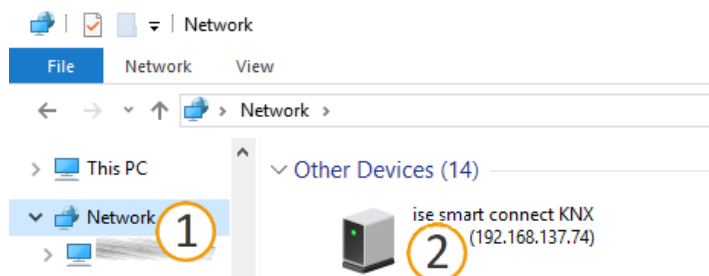 Network
File Network View
Network
This PC
Other Devices (14)
Network
1
ise smart connect KNX
2
(192.168.137.74)